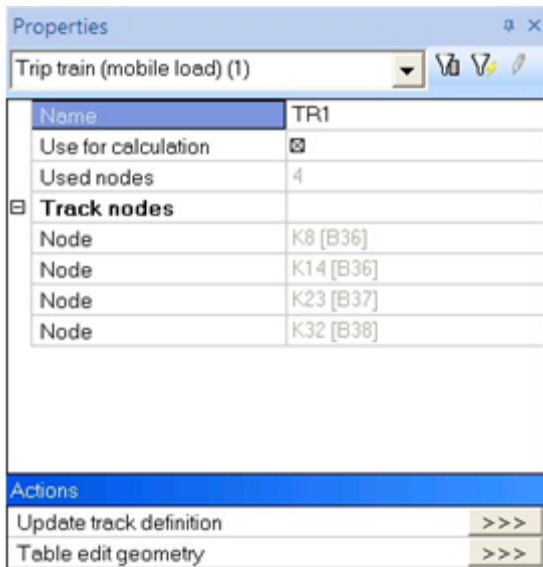 Properties
Trip train (mobile load) (1)
Name TR1
Use for calculation
Used nodes 4
Track nodes
Node K8 [B36]
Node K14 [B36]
Node K23 [B37]
Node K32 [B38]
Actions
Update track definition >>>
Table edit geometry >>>